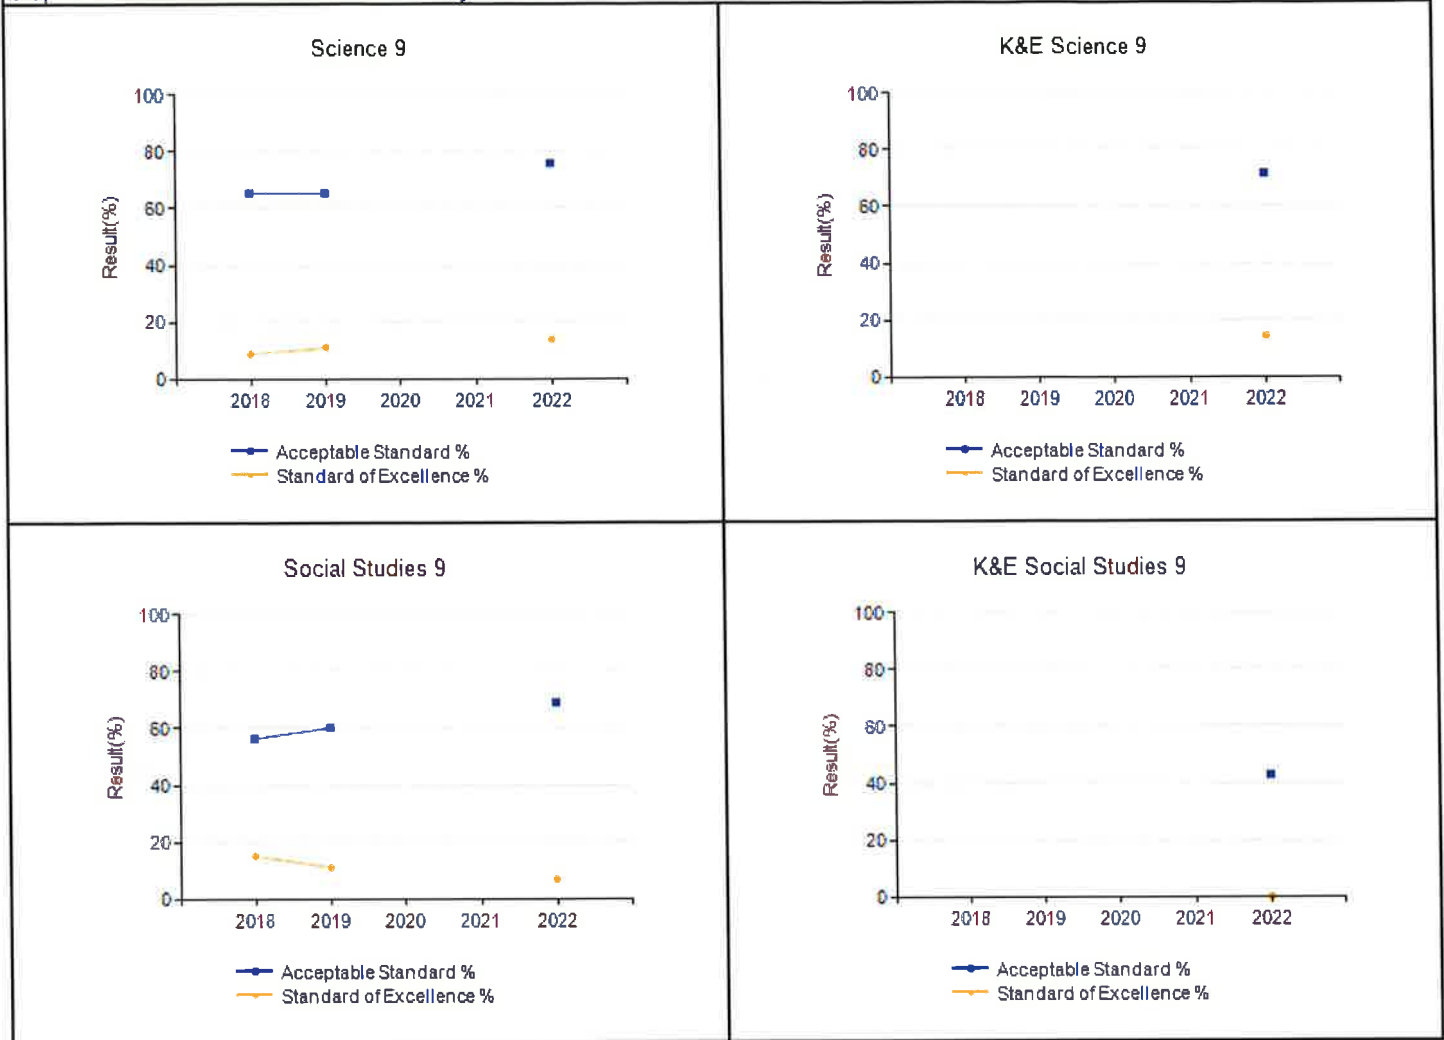 Science 9
100
80
60
40
20
0
Result(%)
2018 2019 2020 2021 2022
Acceptable Standard %
Standard of Excellence %
K&E Science 9
100
80
60
40
20
0
Result(%)
2018 2019 2020 2021 2022
Acceptable Standard %
Standard of Excellence %
Social Studies 9
100
80
60
40
20
0
Result(%)
2018 2019 2020 2021 2022
Acceptable Standard %
Standard of Excellence %
K&E Social Studies 9
100
80
60
40
20
0
Result(%)
2018 2019 2020 2021 2022
Acceptable Standard %
Standard of Excellence %